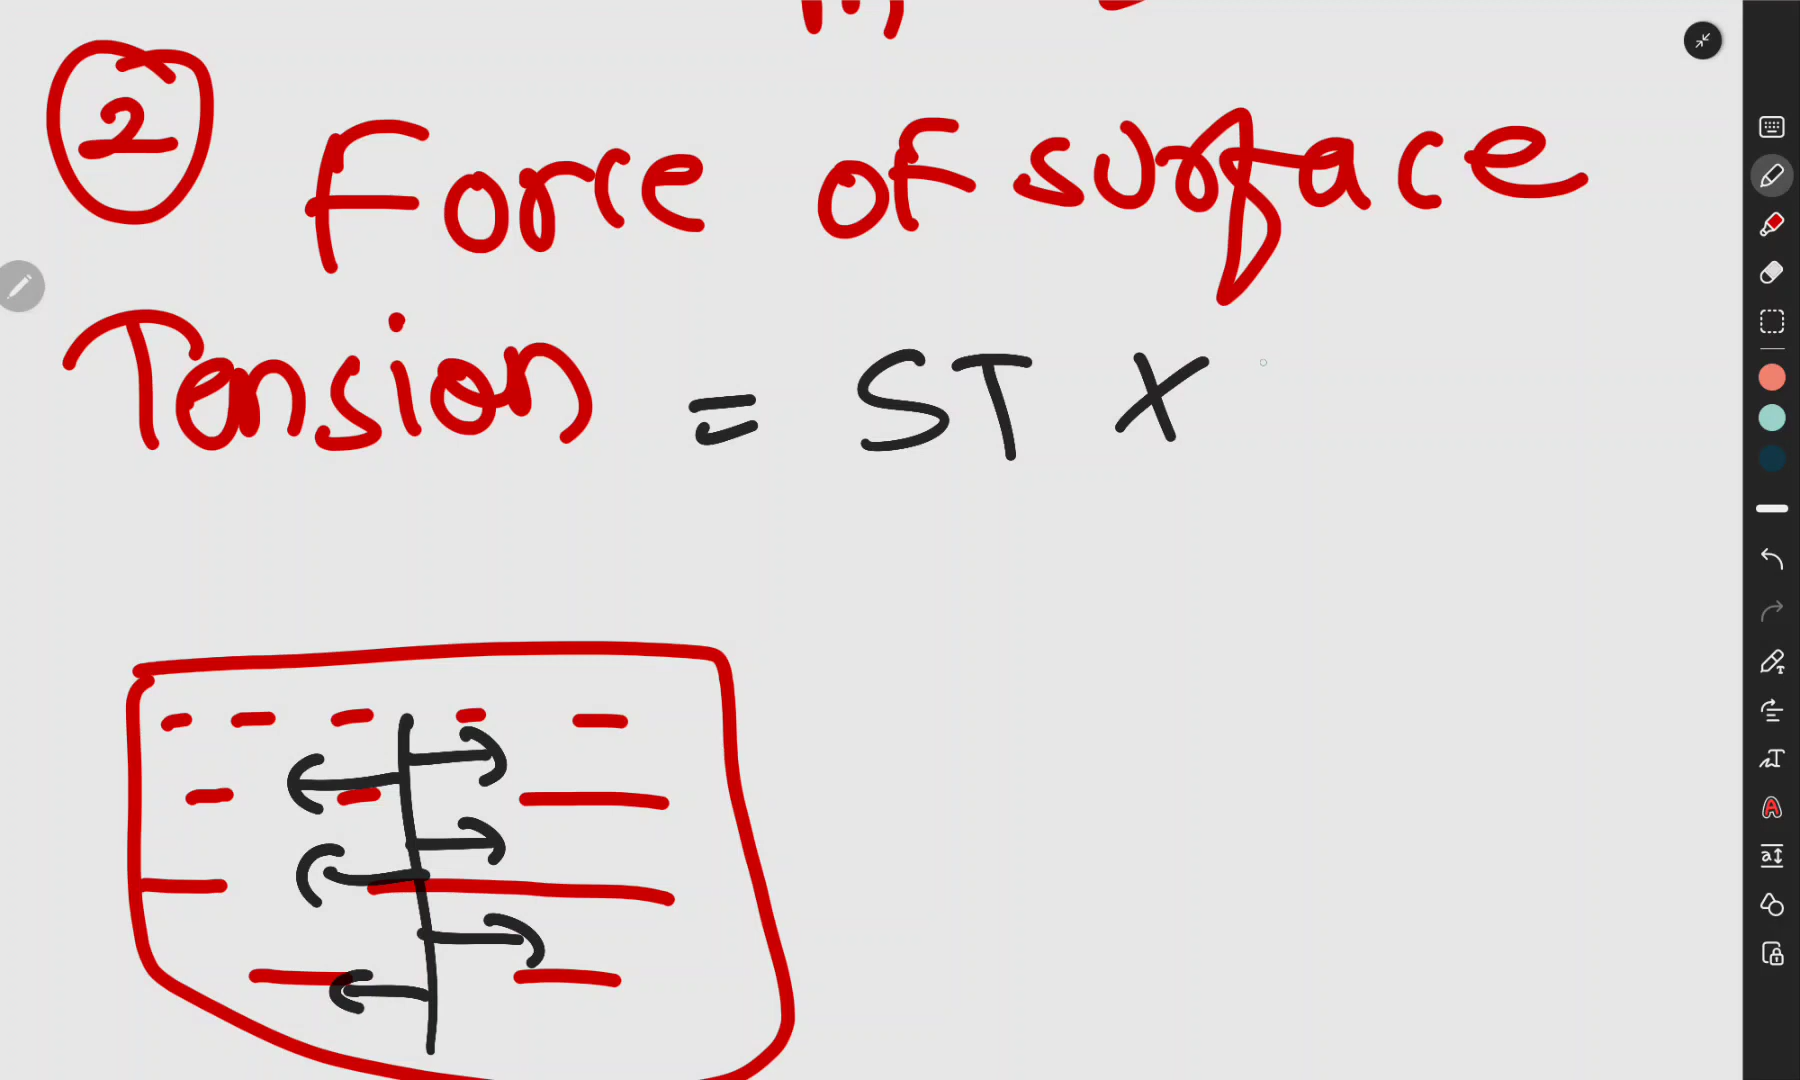 2 Force of surface
Tension = ST X